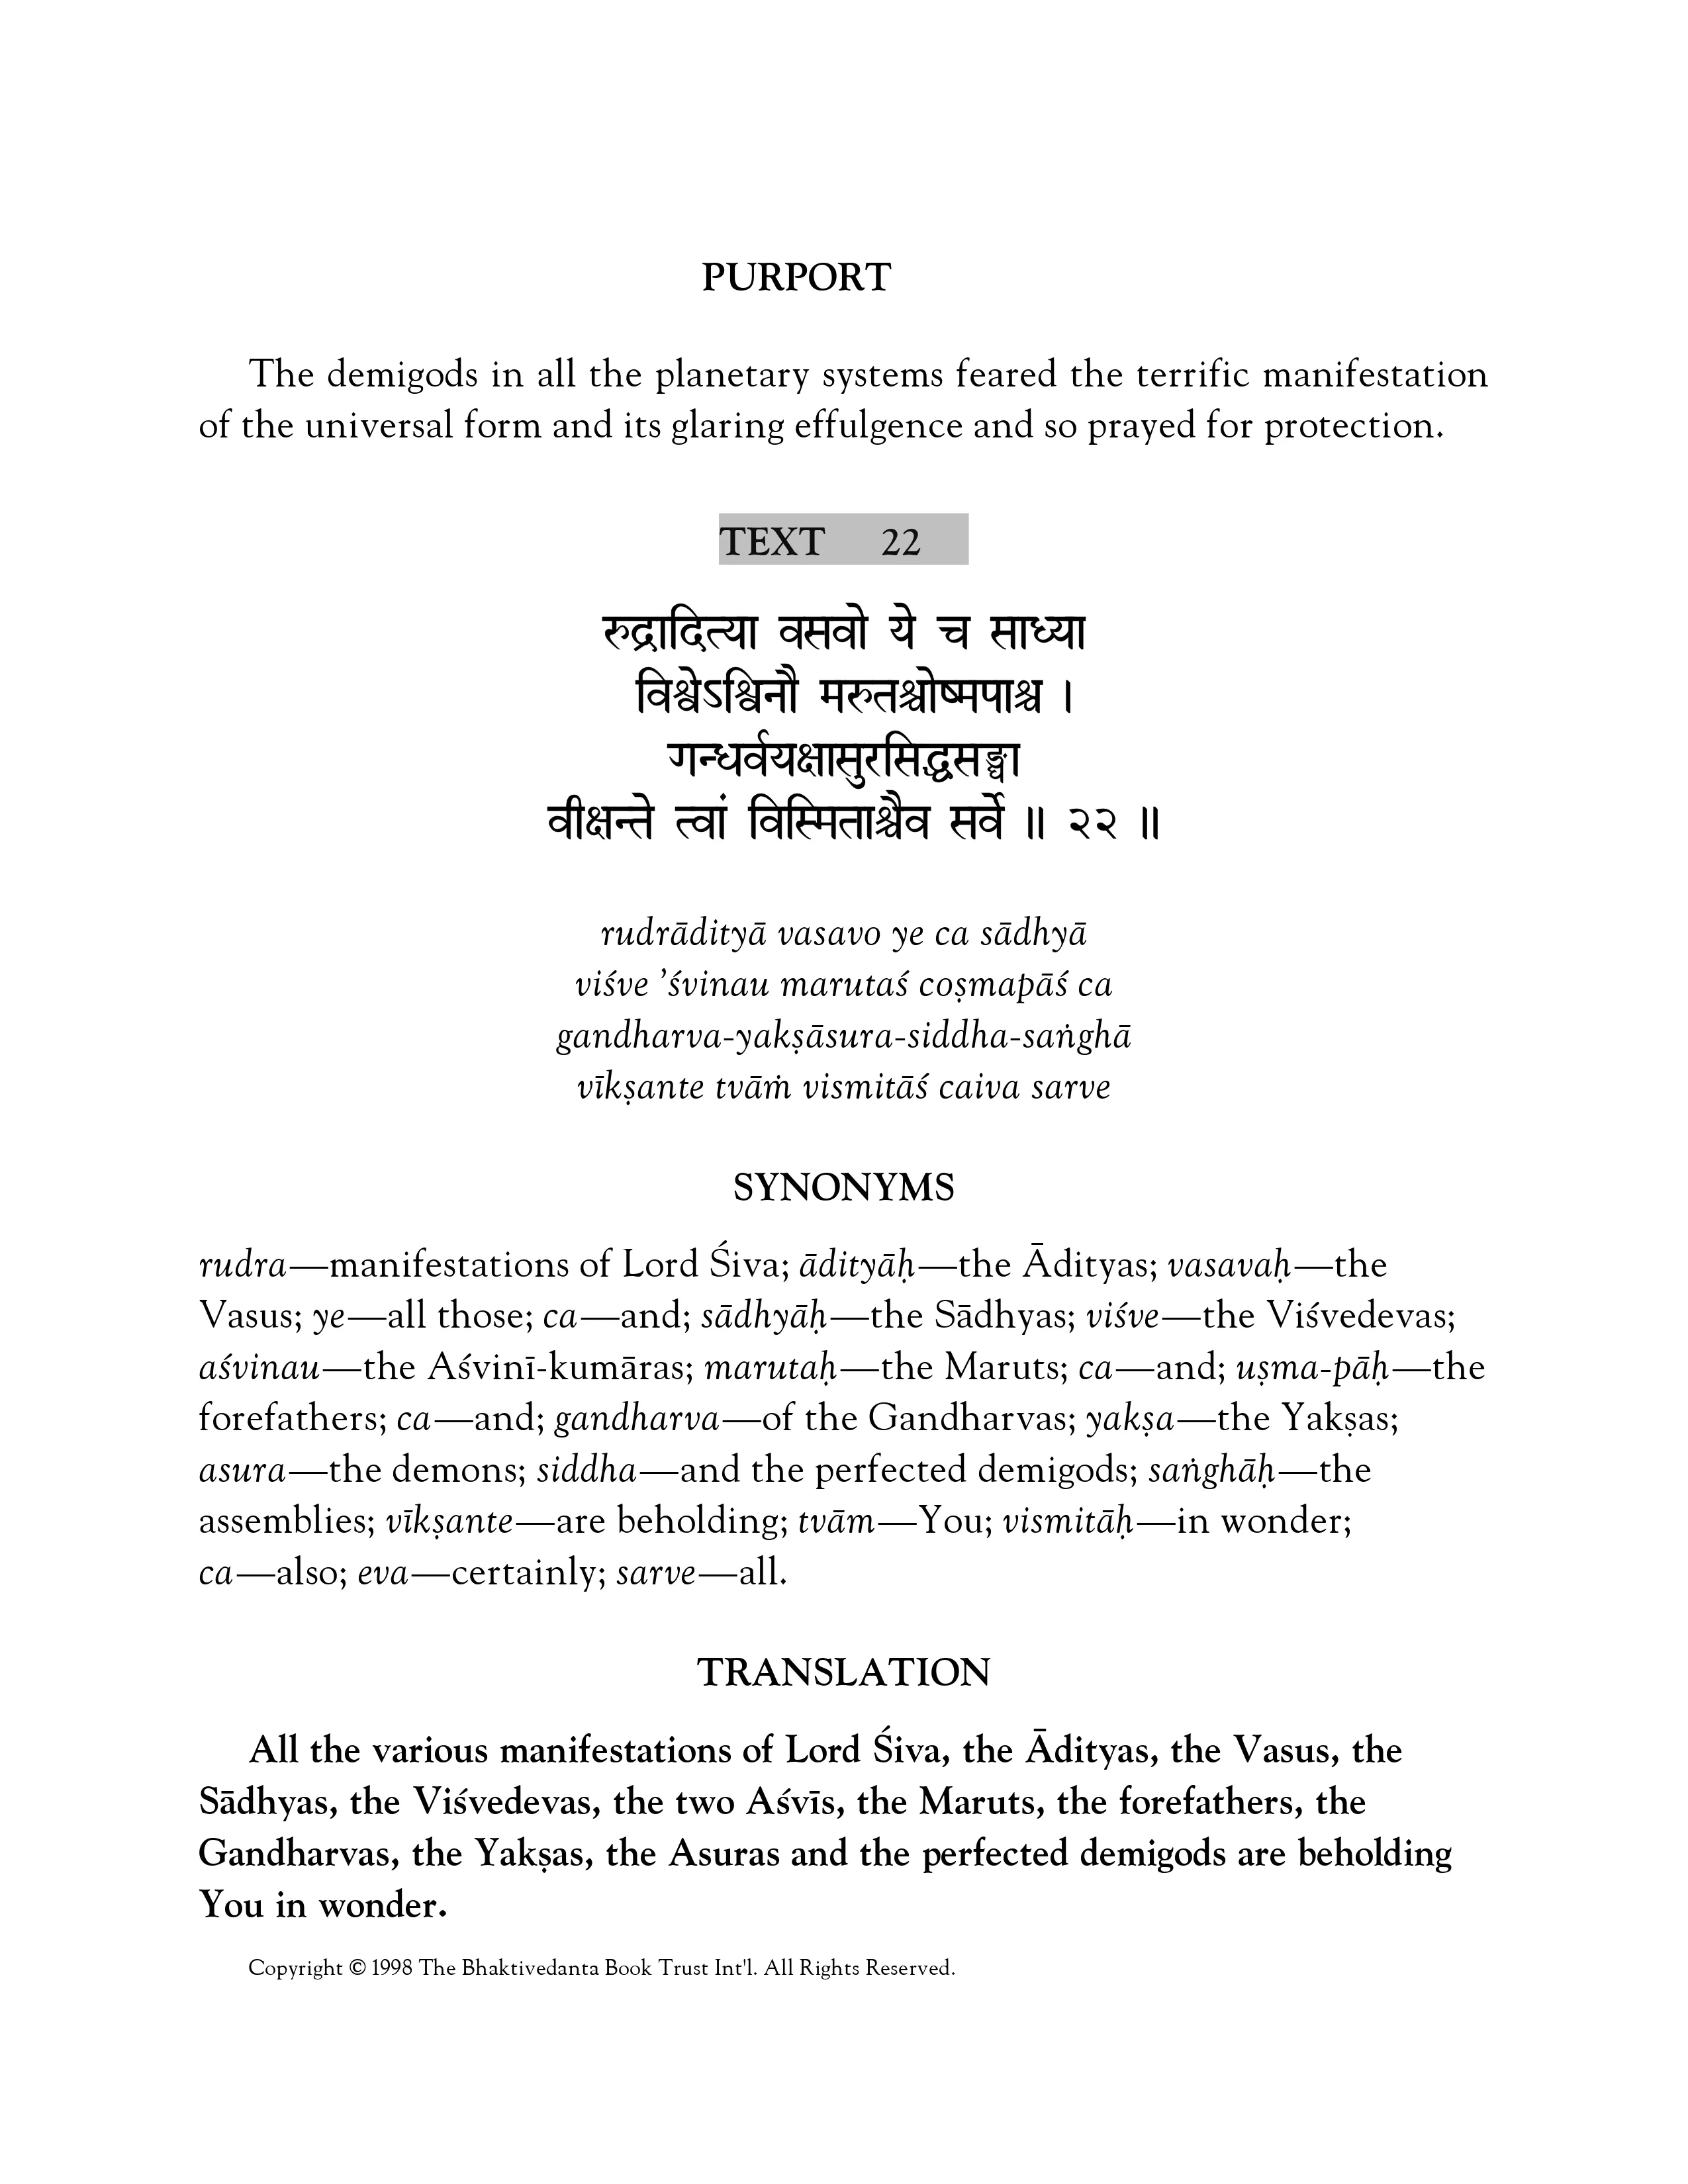 PURPORT
The demigods in all the planetary systems feared the terrific manifestation
of the universal form and its glaring effulgence and so prayed for protection.
TEXT 22
रुद्रादित्या वसवो ये च साध्या
विश्वेऽश्विनौ मरुतश्चोष्मपाश्च ।
गन्धर्वयक्षासुरसिद्धसङ्घा
वीक्षन्ते त्वां विस्मिताश्चैव सर्वे ॥ २२ ॥
rudrādityā vasavo ye ca sādhyā
viśve ’śvinau marutaś coṣmapāś ca
gandharva-yakṣāsura-siddha-saṅghā
vīkṣante tvāṁ vismitāś caiva sarve
SYNONYMS
rudra—manifestations of Lord Śiva; ādityāḥ—the Ādityas; vasavaḥ—the
Vasus; ye—all those; ca—and; sādhyāḥ—the Sādhyas; viśve—the Viśvedevas;
aśvinau—the Aśvinī-kumāras; marutaḥ—the Maruts; ca—and; uṣma-pāḥ—the
forefathers; ca—and; gandharva—of the Gandharvas; yakṣa—the Yakṣas;
asura—the demons; siddha—and the perfected demigods; saṅghāḥ—the
assemblies; vīkṣante—are beholding; tvām—You; vismitāḥ—in wonder;
ca—also; eva—certainly; sarve—all.
TRANSLATION
All the various manifestations of Lord Śiva, the Ādityas, the Vasus, the
Sādhyas, the Viśvedevas, the two Aśvīs, the Maruts, the forefathers, the
Gandharvas, the Yakṣas, the Asuras and the perfected demigods are beholding
You in wonder.
Copyright © 1998 The Bhaktivedanta Book Trust Int'l. All Rights Reserved.